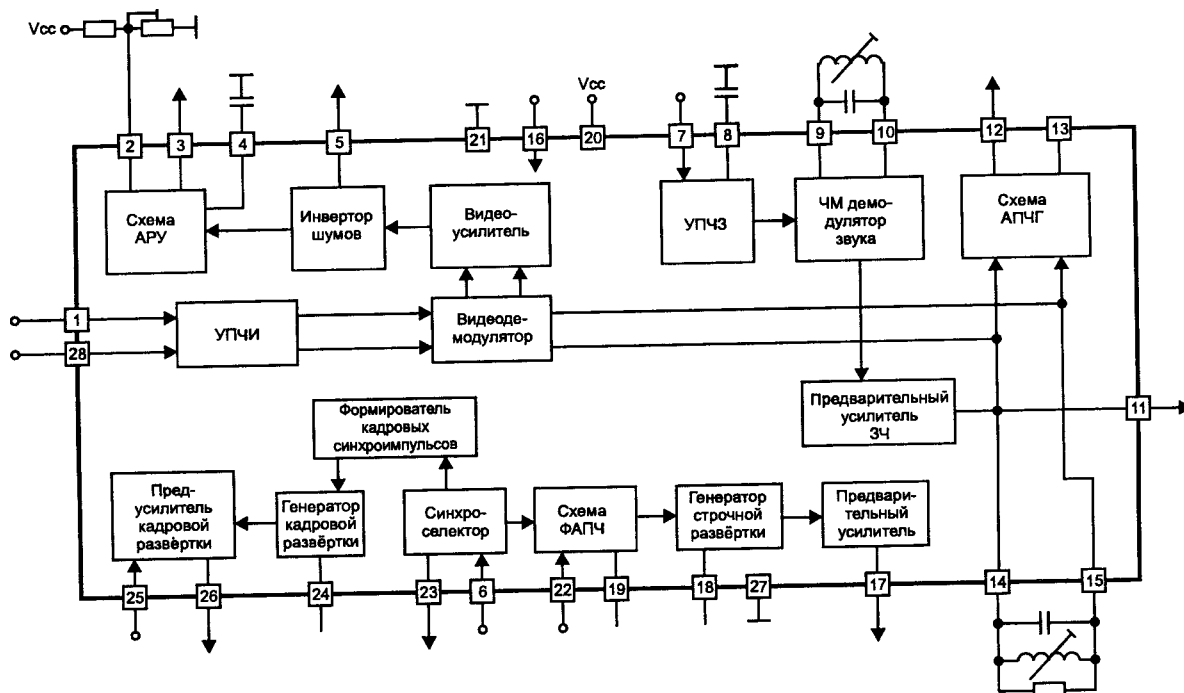 Vcc
Vcc
2
3
4
5
21
16
20
7
8
9
10
12
13
Схема
АРУ
Инвертор
шумов
Видео-
усилитель
УПЧЗ
ЧМ демо-
дулятор
звука
Схема
АПЧГ
1
28
УПЧИ
Видеоде-
модулятор
Предварительный
усилитель
ЗЧ
11
Формирователь
кадровых
синхроимпульсов
Пред-
усилитель
кадровой
развёртки
Генератор
кадровой
развёртки
Синхро-
селектор
Схема
ФАПЧ
Генератор
строчной
развёртки
Предвари-
тельный
усилитель
25
26
24
23
6
22
19
18
27
17
14
15